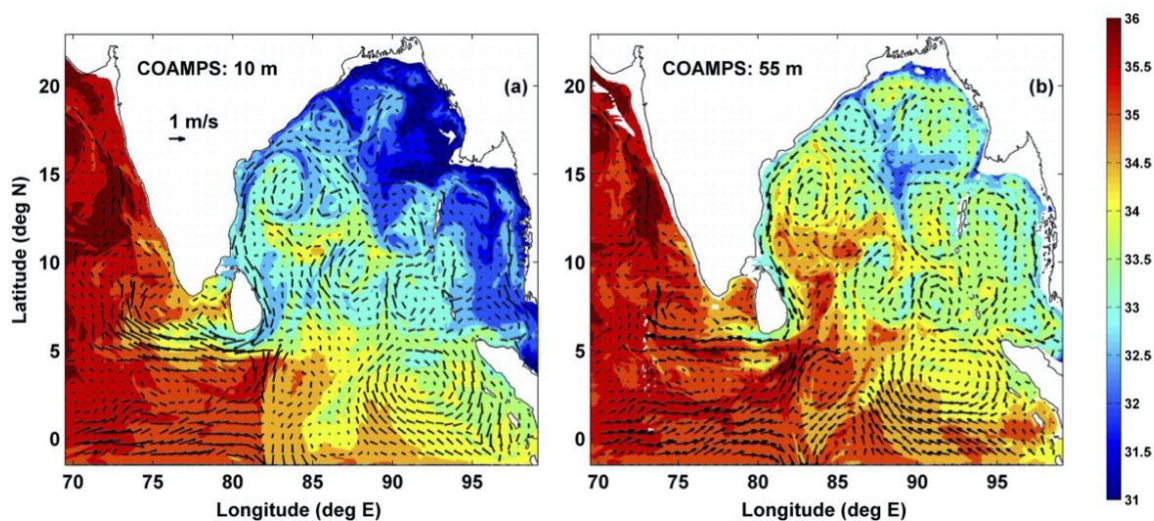 COAMPS: 10 m
(a)
1 m/s
Latitude (deg N)
20
15
10
5
0
70 75 80 85 90 95
Longitude (deg E)
COAMPS: 55 m
(b)
20
15
10
5
0
70 75 80 85 90 95
Longitude (deg E)
36
35.5
35
34.5
34
33.5
33
32.5
32
31.5
31